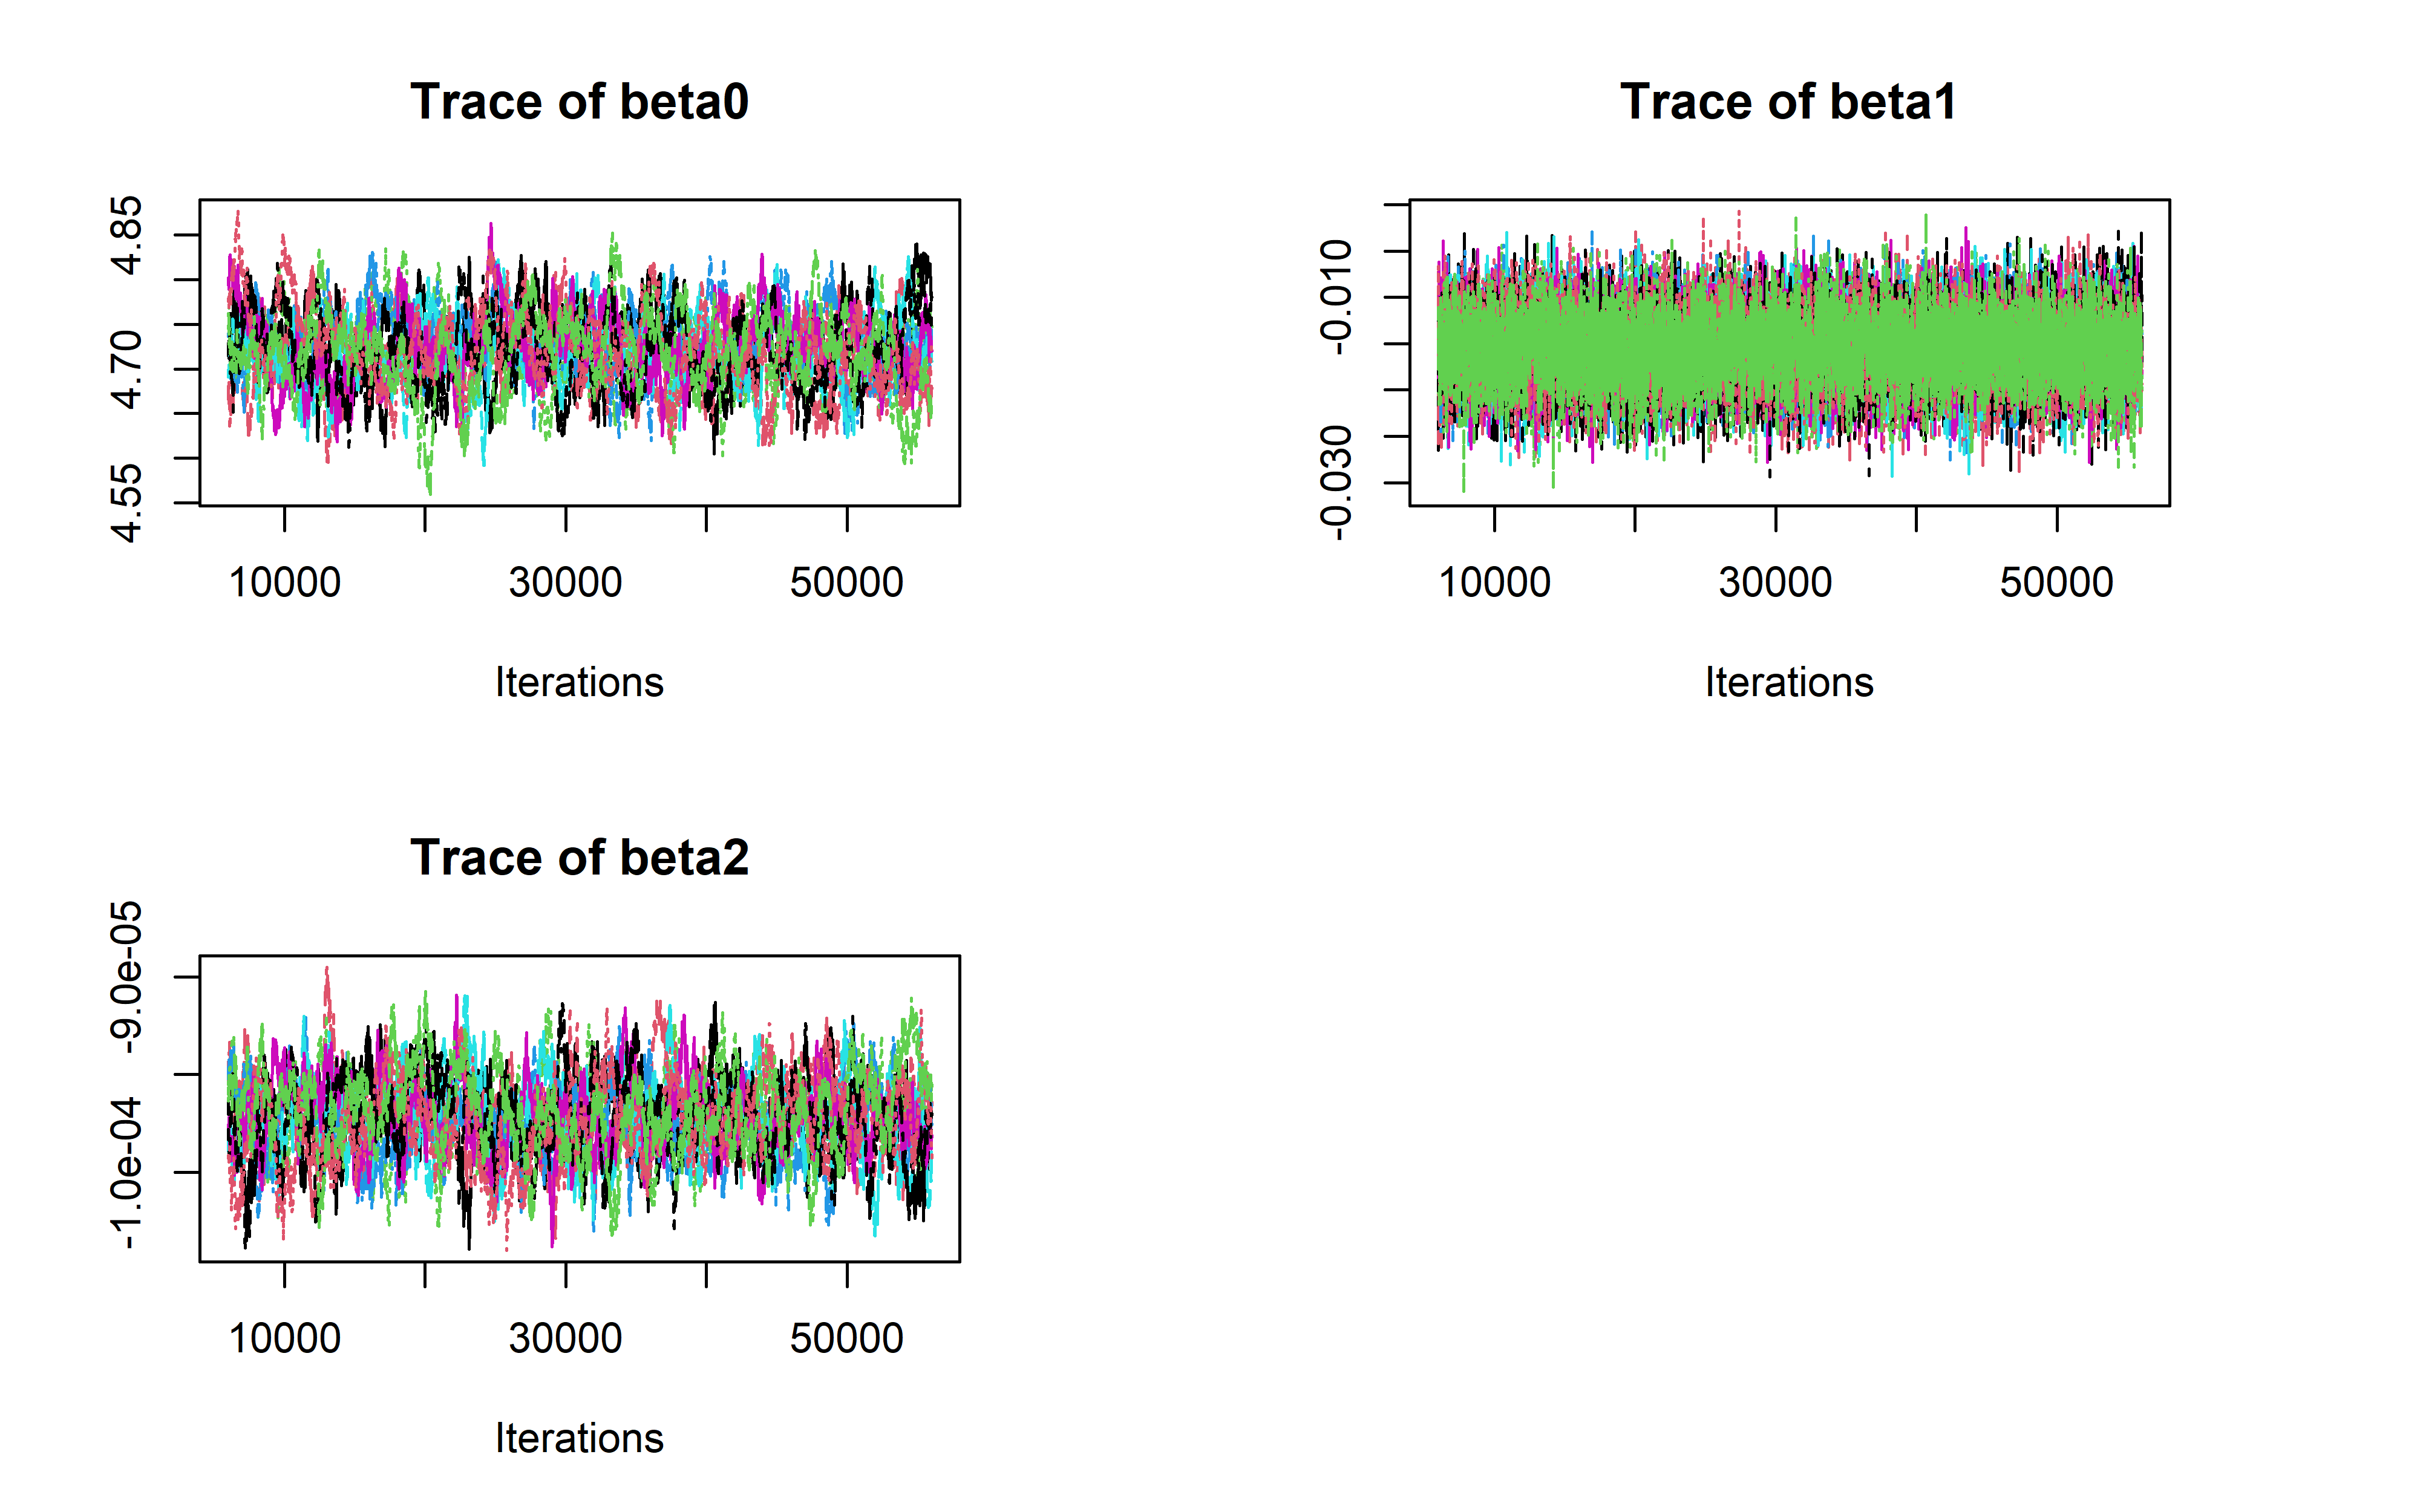 Trace of beta0
4.85
4.70
4.55
10000 30000 50000
Iterations
Trace of beta1
-0.010
-0.030
10000 30000 50000
Iterations
Trace of beta2
-9.0e-05
-1.0e-04
10000 30000 50000
Iterations